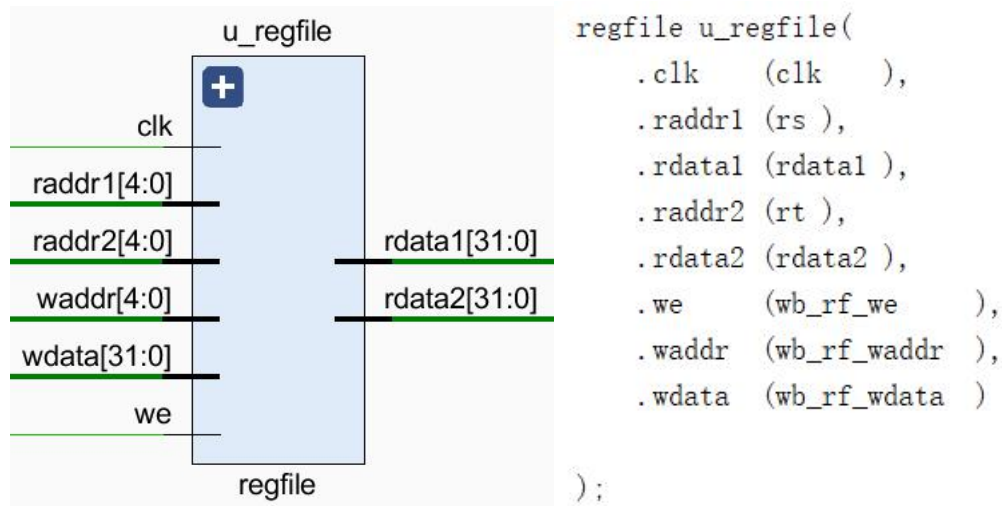 u_regfile
clk
raddr1[4:0]
raddr2[4:0]
waddr[4:0]
wdata[31:0]
we
rdata1[31:0]
rdata2[31:0]
regfile
regfile u_regfile(
.clk (clk ),
.raddr1 (rs ),
.rdata1 (rdata1 ),
.raddr2 (rt ),
.rdata2 (rdata2 ),
.we (wb_rf_we ),
.waddr (wb_rf_waddr ),
.wdata (wb_rf_wdata )
);